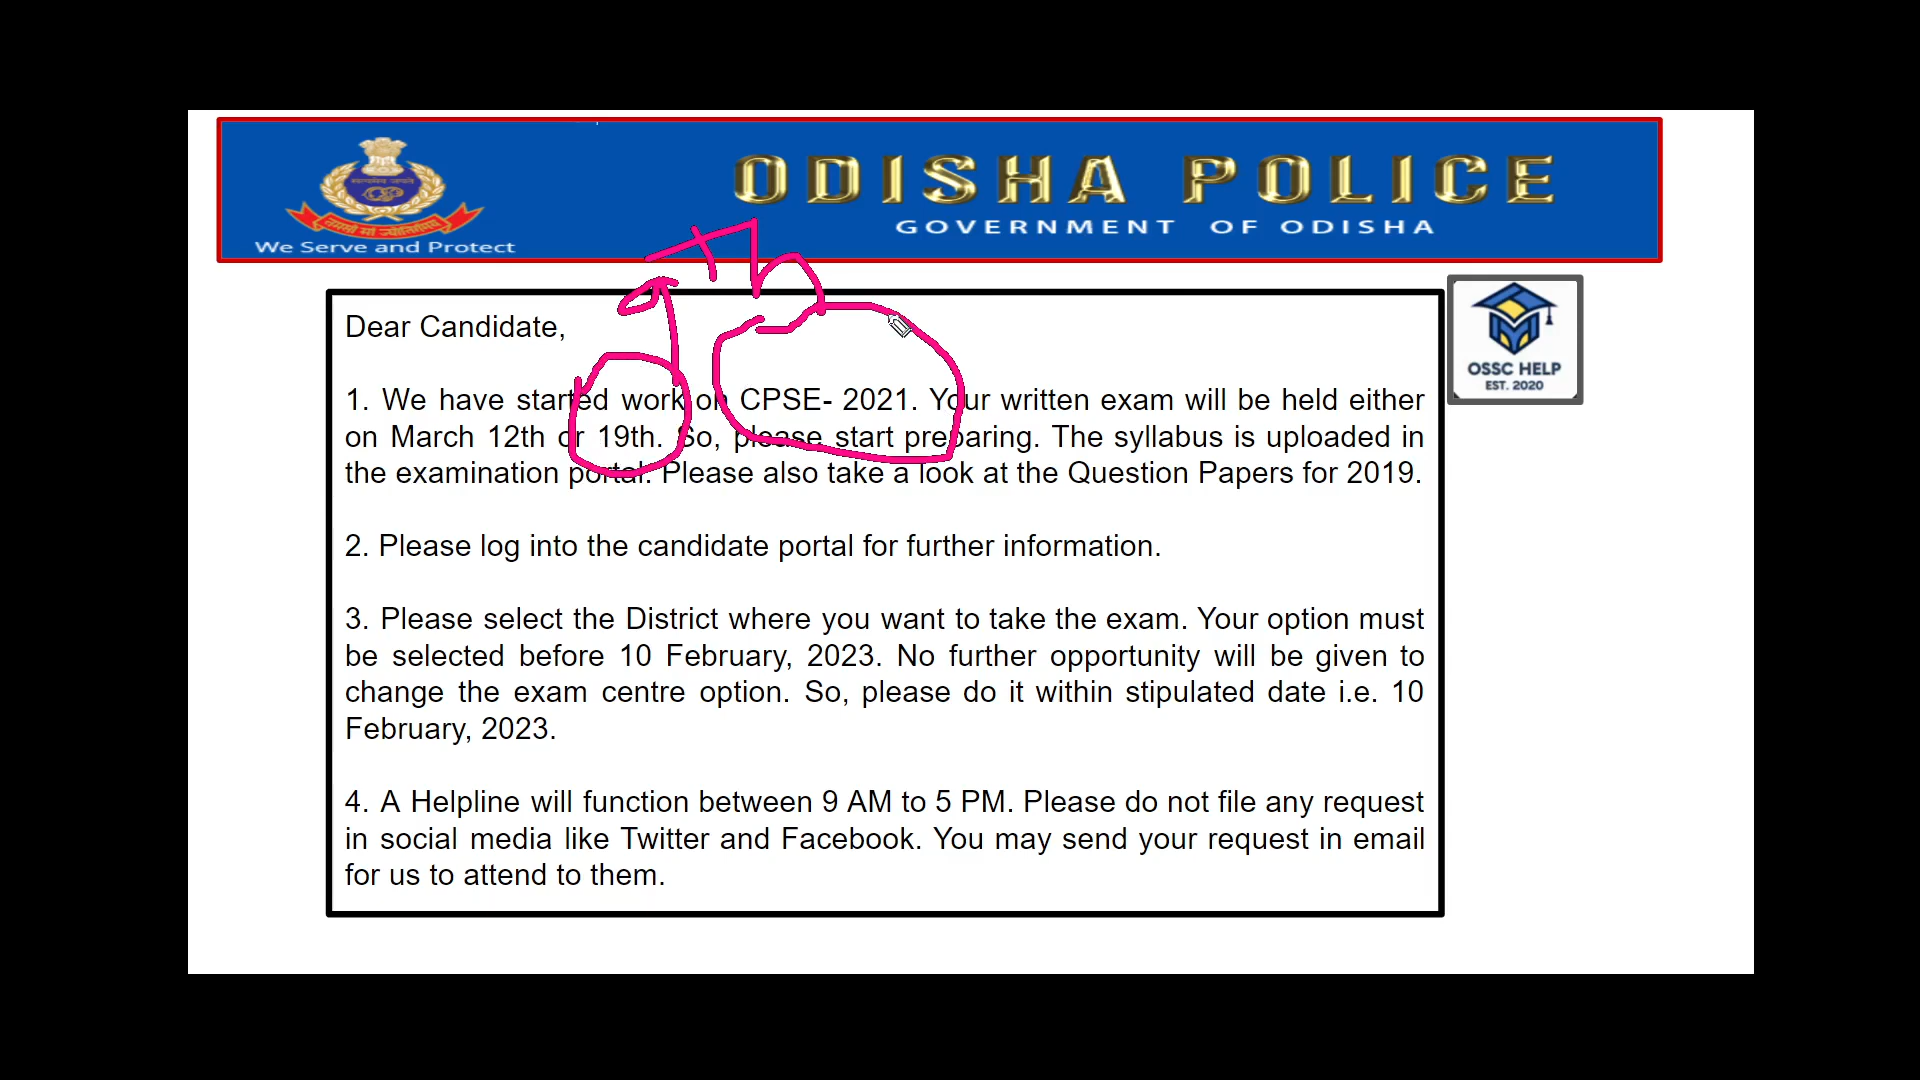 ODISHA POLICE
GOVERNMENT OF ODISHA
We Serve and Protect
OSSC HELP
EST. 2020
Dear Candidate,
1. We have started work on CPSE- 2021. Your written exam will be held either
on March 12th or 19th. So, please start preparing. The syllabus is uploaded in
the examination portal. Please also take a look at the Question Papers for 2019.
2. Please log into the candidate portal for further information.
3. Please select the District where you want to take the exam. Your option must
be selected before 10 February, 2023. No further opportunity will be given to
change the exam centre option. So, please do it within stipulated date i.e. 10
February, 2023.
4. A Helpline will function between 9 AM to 5 PM. Please do not file any request
in social media like Twitter and Facebook. You may send your request in email
for us to attend to them.